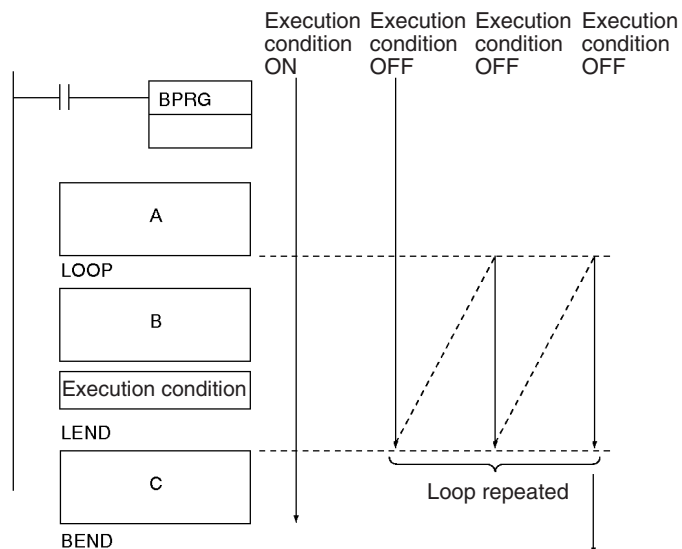 Execution condition ON
Execution condition OFF
Execution condition OFF
Execution condition OFF
BPRG
A
LOOP
B
Execution condition
LEND
C
Loop repeated
BEND